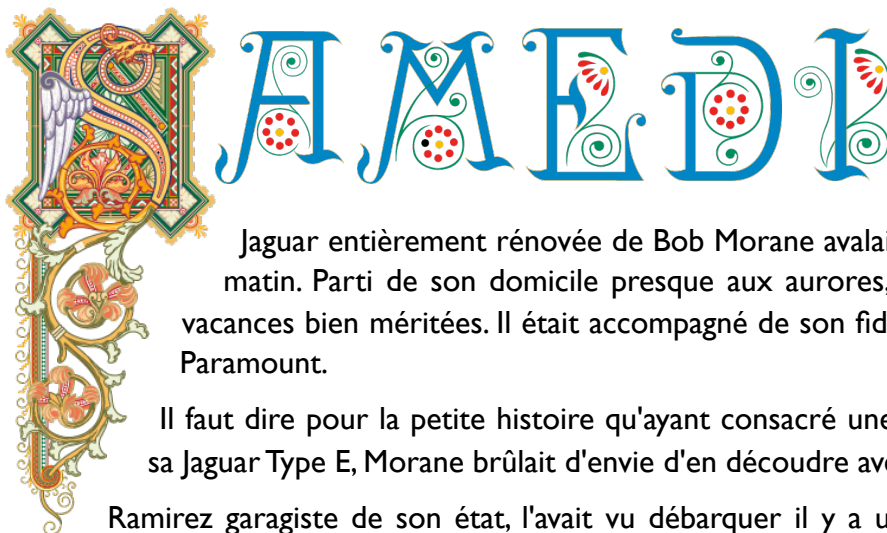 SAMEDI
Jaguar entièrement rénovée de Bob Morane avalai
matin. Parti de son domicile presque aux aurores,
vacances bien méritées. Il était accompagné de son fid
Paramount.
Il faut dire pour la petite histoire qu'ayant consacré une
sa Jaguar Type E, Morane brûlait d'envie d'en découdre ave
Ramirez garagiste de son état, l'avait vu débarquer il y a u